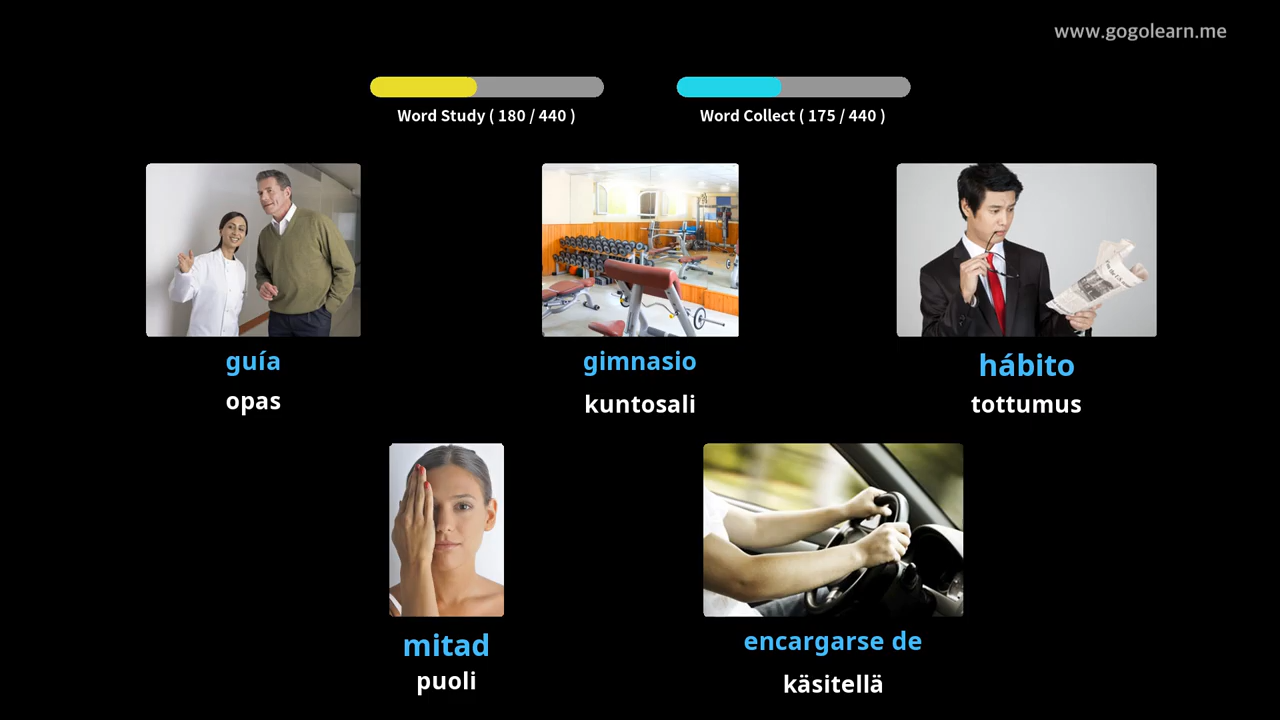 www.gogolearn.me
Word Study ( 180 / 440 )
Word Collect ( 175 / 440 )
guía
opas
gimnasio
kuntosali
hábito
tottumus
mitad
puoli
encargarse de
käsitellä